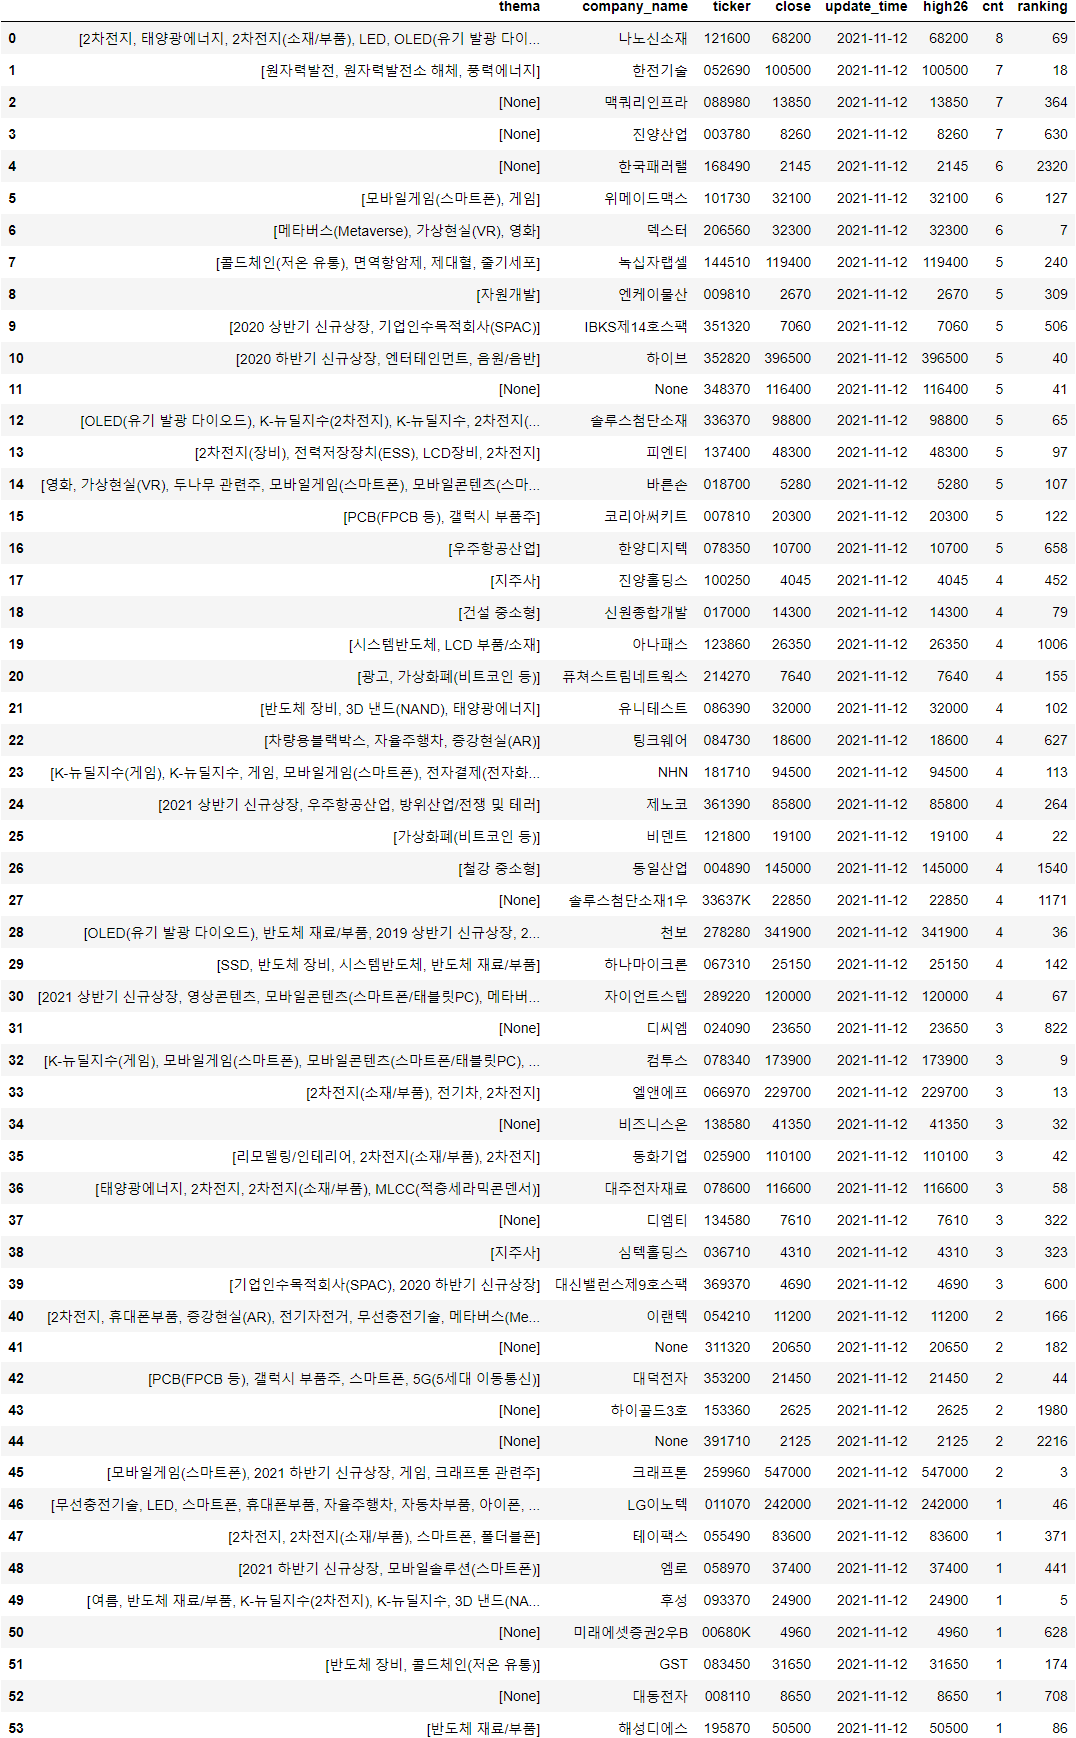 thema company_name ticker close update_time high26 cnt ranking
0 [2차전지, 태양광에너지, 2차전지(소재/부품), LED, OLED(유기 발광 다이... 나노신소재 121600 68200 2021-11-12 68200 8 69
1 [원자력발전, 원자력발전소 해체, 풍력에너지] 한전기술 052690 100500 2021-11-12 100500 7 18
2 [None] 맥쿼리인프라 088980 13850 2021-11-12 13850 7 364
3 [None] 진양산업 003780 8260 2021-11-12 8260 7 630
4 [None] 한국패러랠 168490 2145 2021-11-12 2145 6 2320
5 [모바일게임(스마트폰), 게임] 위메이드맥스 101730 32100 2021-11-12 32100 6 127
6 [메타버스(Metaverse), 가상현실(VR), 영화] 덱스터 206560 32300 2021-11-12 32300 6 7
7 [콜드체인(저온 유통), 면역항암제, 제대혈, 줄기세포] 녹십자랩셀 144510 119400 2021-11-12 119400 5 240
8 [자원개발] 엔케이물산 009810 2670 2021-11-12 2670 5 309
9 [2020 상반기 신규상장, 기업인수목적회사(SPAC)] IBKS제14호스팩 351320 7060 2021-11-12 7060 5 506
10 [2020 하반기 신규상장, 엔터테인먼트, 음원/음반] 하이브 352820 396500 2021-11-12 396500 5 40
11 [None] None 348370 116400 2021-11-12 116400 5 41
12 [OLED(유기 발광 다이오드), K-뉴딜지수(2차전지), K-뉴딜지수, 2차전지(... 솔루스첨단소재 336370 98800 2021-11-12 98800 5 65
13 [2차전지(장비), 전력저장장치(ESS), LCD장비, 2차전지] 피엔티 137400 48300 2021-11-12 48300 5 97
14 [영화, 가상현실(VR), 두나무 관련주, 모바일게임(스마트폰), 모바일콘텐츠(스마... 바른손 018700 5280 2021-11-12 5280 5 107
15 [PCB(FPCB 등), 갤럭시 부품주] 코리아써키트 007810 20300 2021-11-12 20300 5 122
16 [우주항공산업] 한양디지텍 078350 10700 2021-11-12 10700 5 658
17 [지주사] 진양홀딩스 100250 4045 2021-11-12 4045 4 452
18 [건설 중소형] 신원종합개발 017000 14300 2021-11-12 14300 4 79
19 [시스템반도체, LCD 부품/소재] 아나패스 123860 26350 2021-11-12 26350 4 1006
20 [광고, 가상화폐(비트코인 등)] 퓨쳐스트림네트웍스 214270 7640 2021-11-12 7640 4 155
21 [반도체 장비, 3D 낸드(NAND), 태양광에너지] 유니테스트 086390 32000 2021-11-12 32000 4 102
22 [차량용블랙박스, 자율주행차, 증강현실(AR)] 팅크웨어 084730 18600 2021-11-12 18600 4 627
23 [K-뉴딜지수(게임), K-뉴딜지수, 게임, 모바일게임(스마트폰), 전자결제(전자화... NHN 181710 94500 2021-11-12 94500 4 113
24 [2021 상반기 신규상장, 우주항공산업, 방위산업/전쟁 및 테러] 제노코 361390 85800 2021-11-12 85800 4 264
25 [가상화폐(비트코인 등)] 비덴트 121800 19100 2021-11-12 19100 4 22
26 [철강 중소형] 동일산업 004890 145000 2021-11-12 145000 4 1540
27 [None] 솔루스첨단소재1우 33637K 22850 2021-11-12 22850 4 1171
28 [OLED(유기 발광 다이오드), 반도체 재료/부품, 2019 상반기 신규상장, 2... 천보 278280 341900 2021-11-12 341900 4 36
29 [SSD, 반도체 장비, 시스템반도체, 반도체 재료/부품] 하나마이크론 067310 25150 2021-11-12 25150 4 142
30 [2021 상반기 신규상장, 영상콘텐츠, 모바일콘텐츠(스마트폰/태블릿PC), 메타버... 자이언트스텝 289220 120000 2021-11-12 120000 4 67
31 [None] 디씨엠 024090 23650 2021-11-12 23650 3 822
32 [K-뉴딜지수(게임), 모바일게임(스마트폰), 모바일콘텐츠(스마트폰/태블릿PC), ... 컴투스 078340 173900 2021-11-12 173900 3 9
33 [2차전지(소재/부품), 전기차, 2차전지] 엘앤에프 066970 229700 2021-11-12 229700 3 13
34 [None] 비즈니스온 138580 41350 2021-11-12 41350 3 32
35 [리모델링/인테리어, 2차전지(소재/부품), 2차전지] 동화기업 025900 110100 2021-11-12 110100 3 42
36 [태양광에너지, 2차전지, 2차전지(소재/부품), MLCC(적층세라믹콘덴서)] 대주전자재료 078600 116600 2021-11-12 116600 3 58
37 [None] 디엠티 134580 7610 2021-11-12 7610 3 322
38 [지주사] 심텍홀딩스 036710 4310 2021-11-12 4310 3 323
39 [기업인수목적회사(SPAC), 2020 하반기 신규상장] 대신밸런스제9호스팩 369370 4690 2021-11-12 4690 3 600
40 [2차전지, 휴대폰부품, 증강현실(AR), 전기자전거, 무선충전기술, 메타버스(Me... 이랜텍 054210 11200 2021-11-12 11200 2 166
41 [None] None 311320 20650 2021-11-12 20650 2 182
42 [PCB(FPCB 등), 갤럭시 부품주, 스마트폰, 5G(5세대 이동통신)] 대덕전자 353200 21450 2021-11-12 21450 2 44
43 [None] 하이골드3호 153360 2625 2021-11-12 2625 2 1980
44 [None] None 391710 2125 2021-11-12 2125 2 2216
45 [모바일게임(스마트폰), 2021 하반기 신규상장, 게임, 크래프톤 관련주] 크래프톤 259960 547000 2021-11-12 547000 2 3
46 [무선충전기술, LED, 스마트폰, 휴대폰부품, 자율주행차, 자동차부품, 아이폰, ... LG이노텍 011070 242000 2021-11-12 242000 1 46
47 [2차전지, 2차전지(소재/부품), 스마트폰, 폴더블폰] 테이팩스 055490 83600 2021-11-12 83600 1 371
48 [2021 하반기 신규상장, 모바일솔루션(스마트폰)] 엠로 058970 37400 2021-11-12 37400 1 441
49 [여름, 반도체 재료/부품, K-뉴딜지수(2차전지), K-뉴딜지수, 3D 낸드(NA... 후성 093370 24900 2021-11-12 24900 1 5
50 [None] 미래에셋증권2우B 00680K 4960 2021-11-12 4960 1 628
51 [반도체 장비, 콜드체인(저온 유통)] GST 083450 31650 2021-11-12 31650 1 174
52 [None] 대동전자 008110 8650 2021-11-12 8650 1 708
53 [반도체 재료/부품] 해성디에스 195870 50500 2021-11-12 50500 1 86